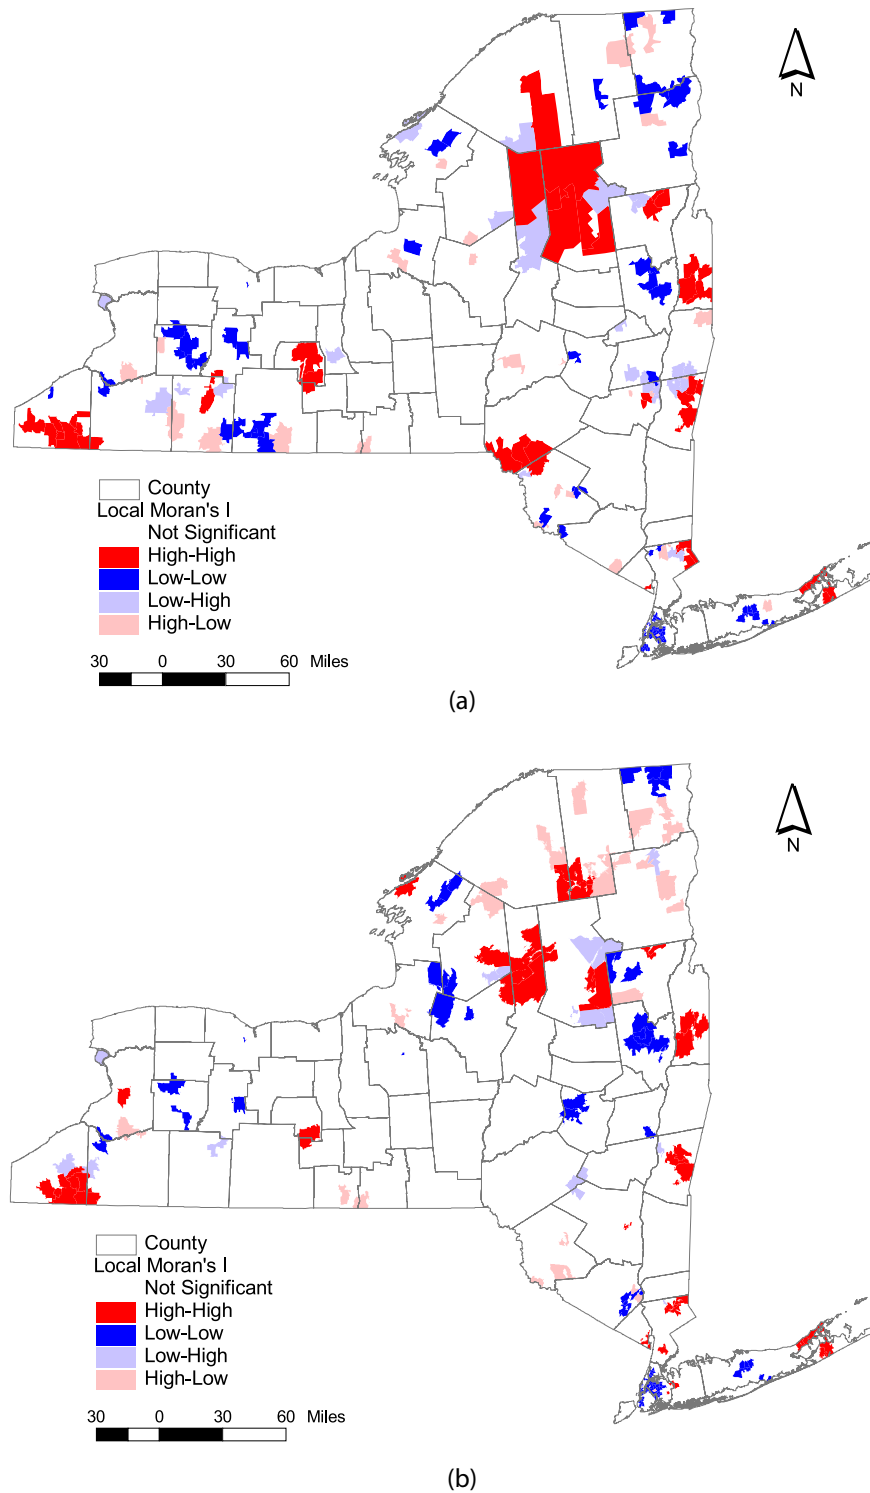 N
County
Local Moran's I
Not Significant
High-High
Low-Low
Low-High
High-Low
30 0 30 60 Miles
(a)
N
County
Local Moran's I
Not Significant
High-High
Low-Low
Low-High
High-Low
30 0 30 60 Miles
(b)